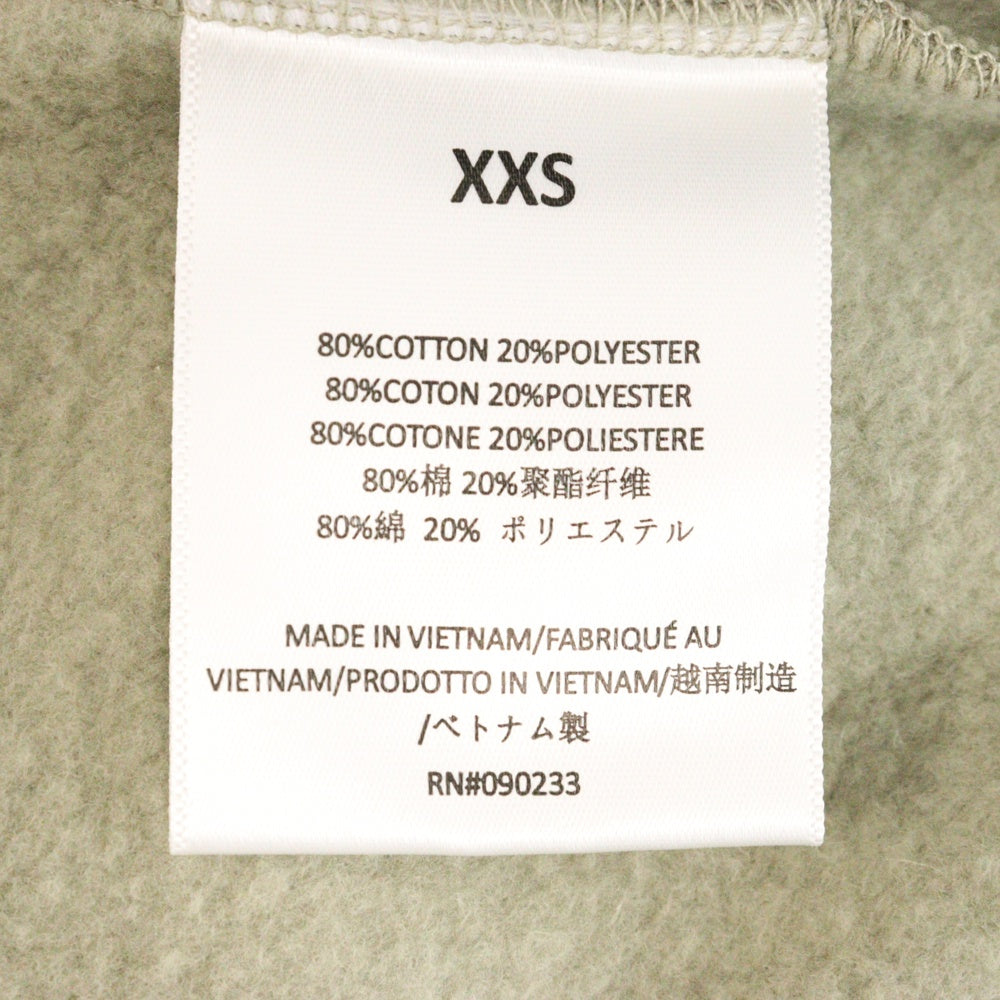 XXS
80%COTTON 20%POLYESTER
80%COTON 20%POLYESTER
80%COTONE 20%POLIESTERE
80%棉 20%聚酯纤维
80%綿 20% ポリエステル
MADE IN VIETNAM/FABRIQUÉ AU
VIETNAM/PRODOTTO IN VIETNAM/越南制造
/ベトナム製
RN#090233